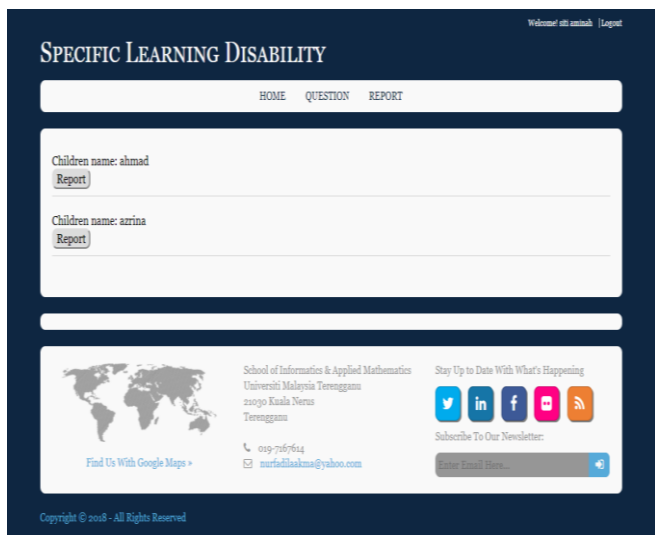 Welcome! siti aminah | Logout
SPECIFIC LEARNING DISABILITY
HOME QUESTION REPORT
Children name: ahmad
Report
Children name: azrina
Report
School of Informatics & Applied Mathematics
Universiti Malaysia Terengganu
21030 Kuala Nerus
Terengganu
019-7167614
nurfadilaakma@yahoo.com
Find Us With Google Maps »
Stay Up to Date With What's Happening
Subscribe To Our Newsletter:
Enter Email Here...
Copyright © 2018 - All Rights Reserved